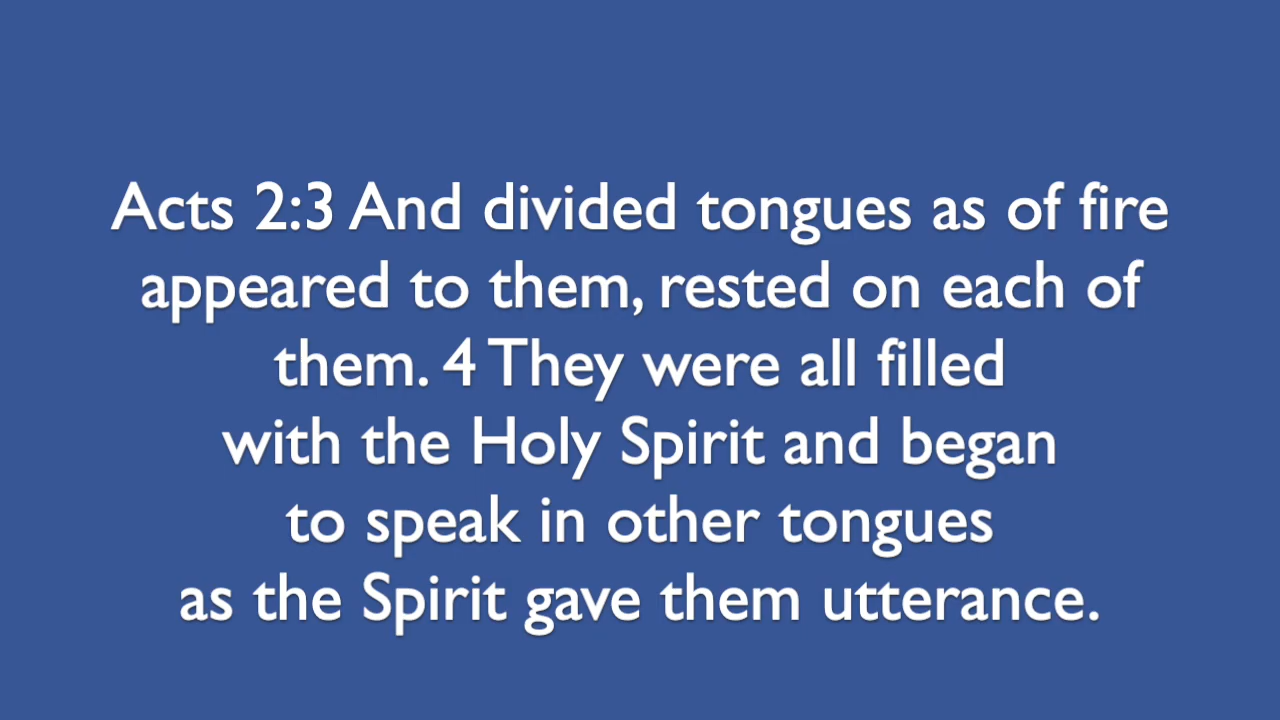 Acts 2:3 And divided tongues as of fire
appeared to them, rested on each of
them. 4 They were all filled
with the Holy Spirit and began
to speak in other tongues
as the Spirit gave them utterance.